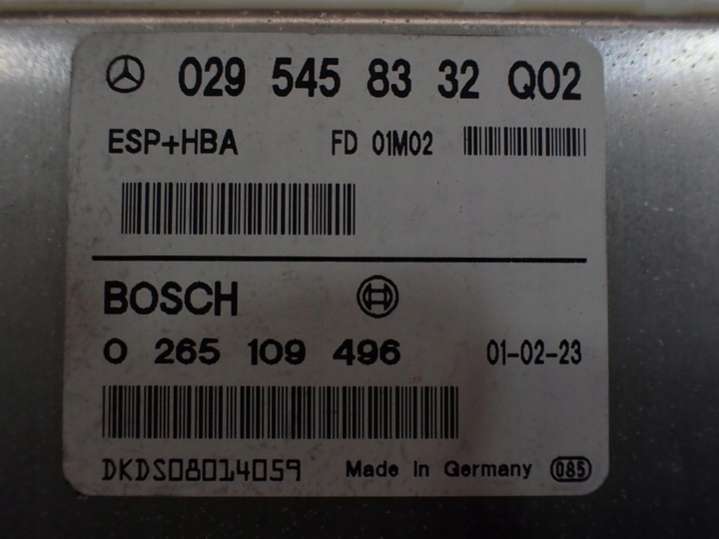 029 545 83 32 Q02
ESP+HBA FD 01M02
BOSCH
0 265 109 496 01-02-23
DKDS08014059 Made in Germany 085